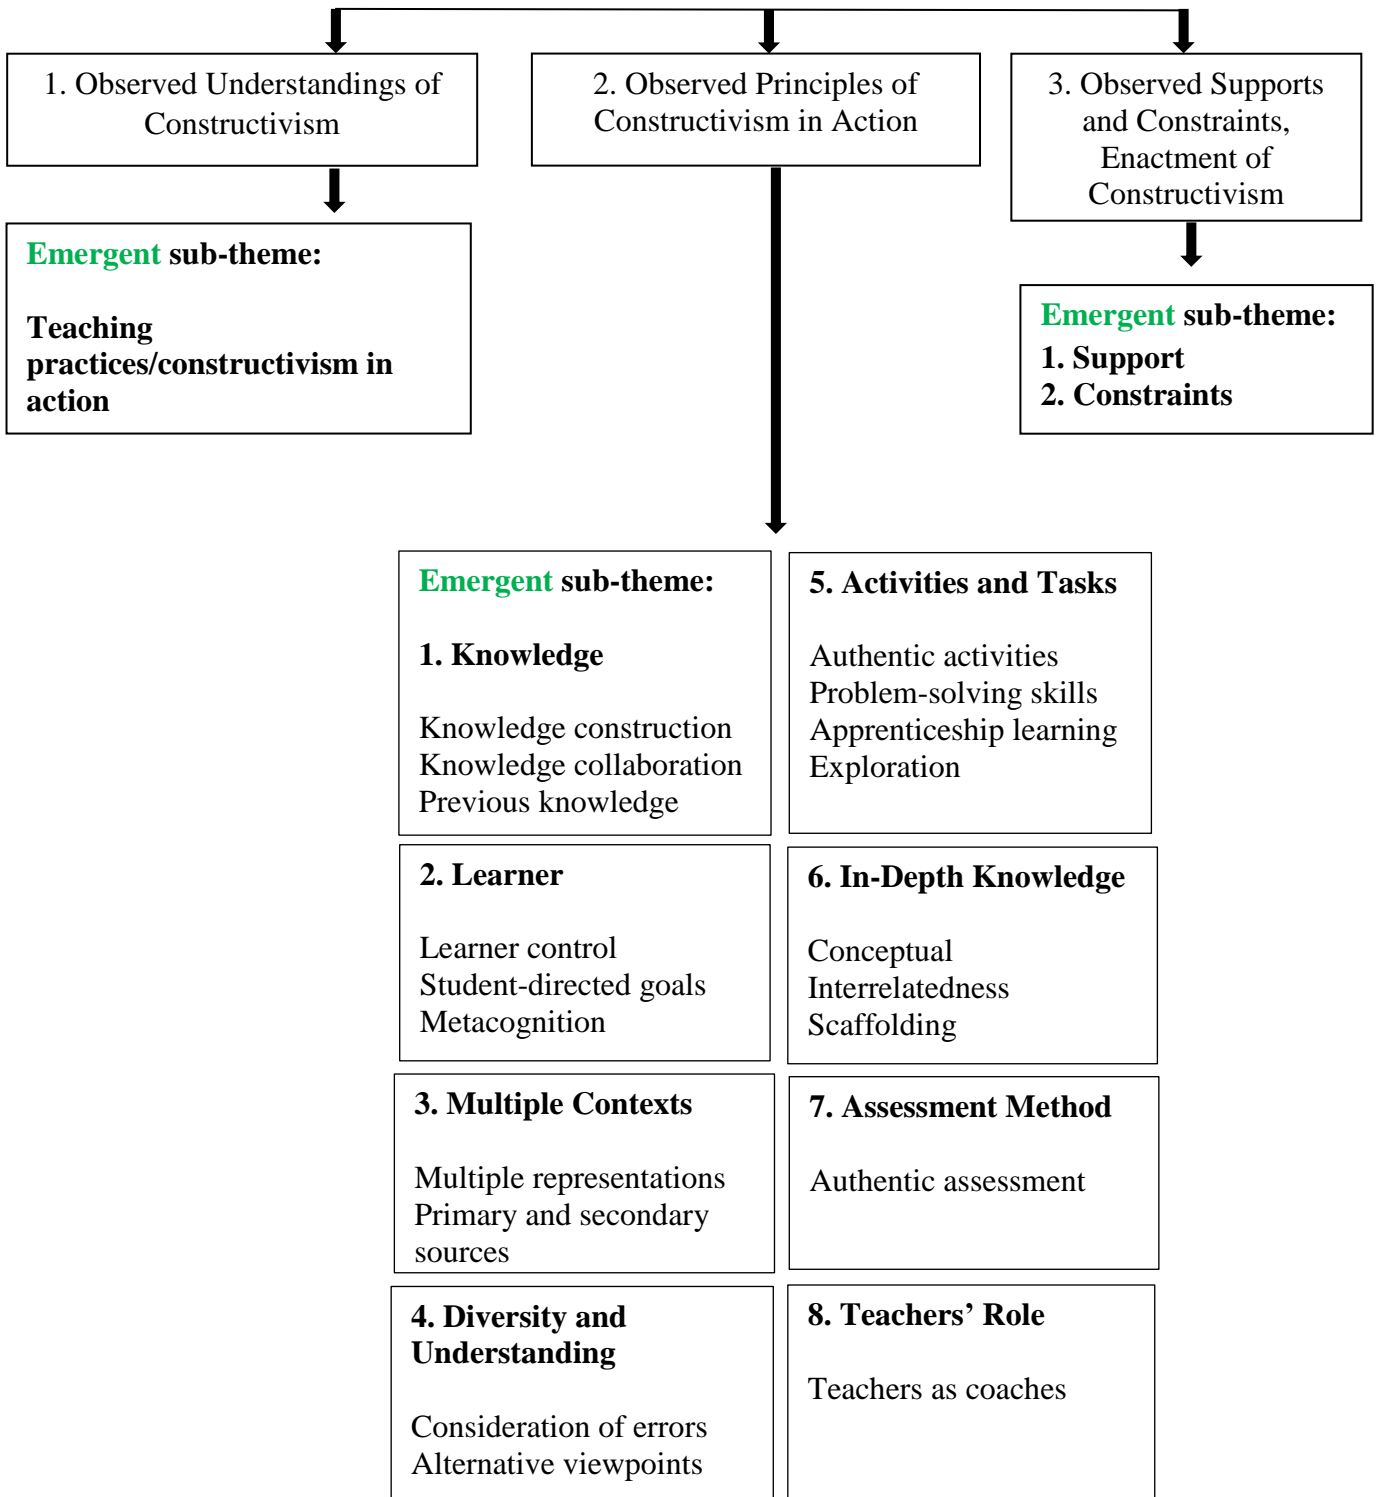 1. Observed Understandings of
Constructivism
2. Observed Principles of
Constructivism in Action
3. Observed Supports
and Constraints,
Enactment of
Constructivism
Emergent sub-theme:
Teaching
practices/constructivism in
action
Emergent sub-theme:
1. Support
2. Constraints
Emergent sub-theme:
1. Knowledge
Knowledge construction
Knowledge collaboration
Previous knowledge
2. Learner
Learner control
Student-directed goals
Metacognition
3. Multiple Contexts
Multiple representations
Primary and secondary
sources
4. Diversity and
Understanding
Consideration of errors
Alternative viewpoints
5. Activities and Tasks
Authentic activities
Problem-solving skills
Apprenticeship learning
Exploration
6. In-Depth Knowledge
Conceptual
Interrelatedness
Scaffolding
7. Assessment Method
Authentic assessment
8. Teachers’ Role
Teachers as coaches